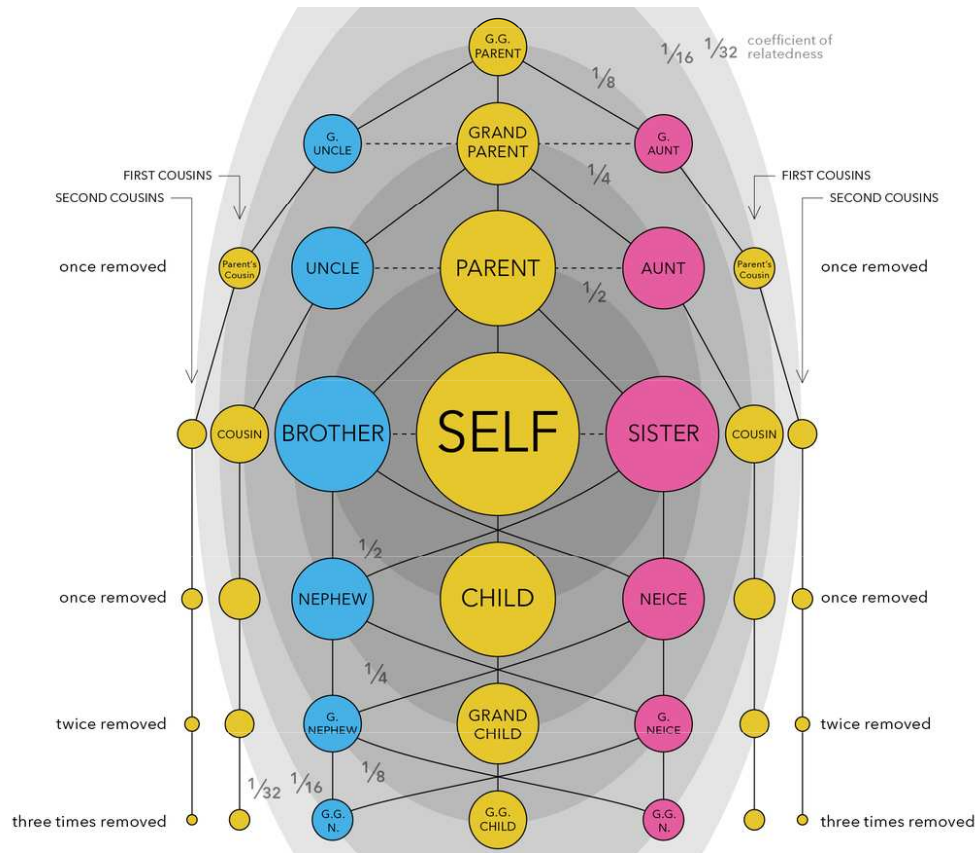 G.G.
PARENT
1/8
1/16
1/32
coefficient of
relatedness
G.
UNCLE
GRAND
PARENT
G.
AUNT
1/4
FIRST COUSINS
SECOND COUSINS
FIRST COUSINS
SECOND COUSINS
once removed
Parent's
Cousin
UNCLE
PARENT
AUNT
Parent's
Cousin
once removed
1/2
COUSIN
BROTHER
SELF
SISTER
COUSIN
1/2
once removed
NEPHEW
CHILD
NEICE
once removed
1/4
twice removed
G.
NEPHEW
GRAND
CHILD
G.
NEICE
twice removed
1/32
1/16
1/8
three times removed
G.G.
N.
G.G.
CHILD
G.G.
N.
three times removed